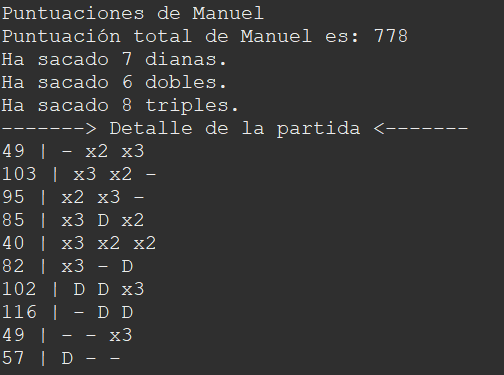 Puntuaciones de Manuel
Puntuación total de Manuel es: 778
Ha sacado 7 dianas.
Ha sacado 6 dobles.
Ha sacado 8 triples.
-------> Detalle de la partida <-------
49 | - x2 x3
103 | x3 x2 -
95 | x2 x3 -
85 | x3 D x2
40 | x3 x2 x2
82 | x3 - D
102 | D D x3
116 | - D D
49 | - - x3
57 | D - -